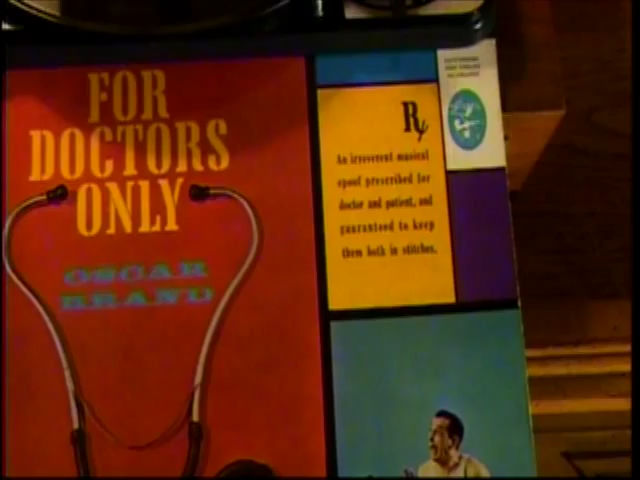 FOR
DOCTORS
ONLY
OSCAR
BRAND
Rx
An irreverent musical
spoof prescribed for
doctor and patient, and
guaranteed to keep
them both in stitches.